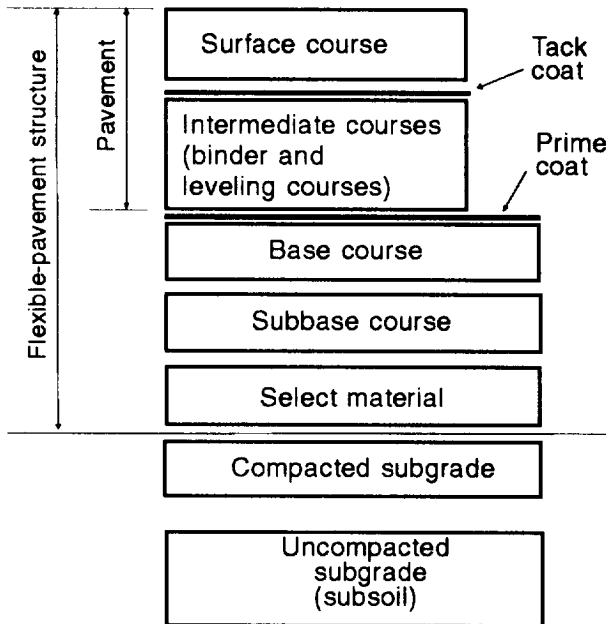 Surface course
Tack
coat
Intermediate courses
(binder and
leveling courses)
Prime
coat
Base course
Subbase course
Select material
Compacted subgrade
Uncompacted
subgrade
(subsoil)
Pavement
Flexible-pavement structure